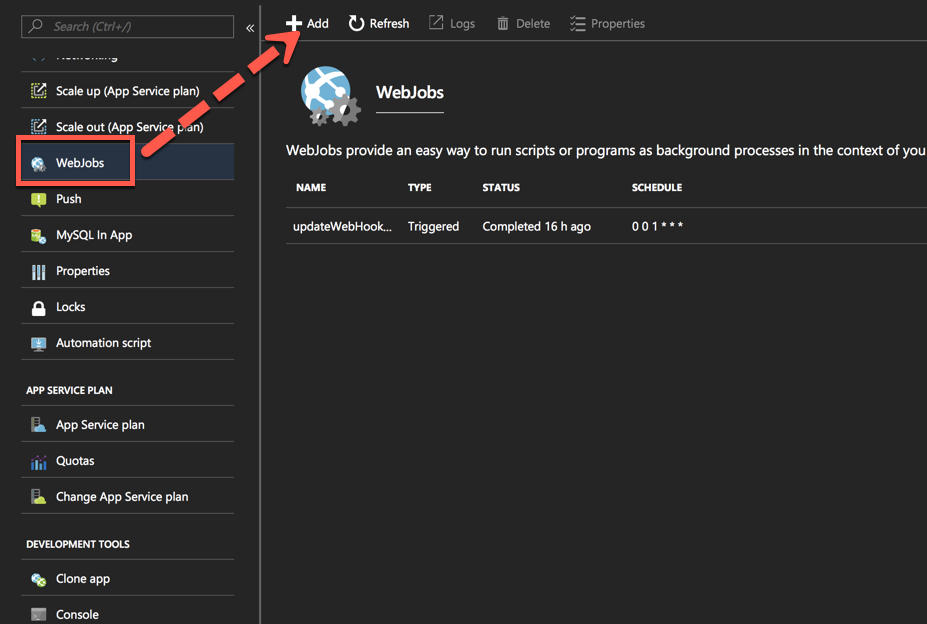 Search (Ctrl+/)
«
Add
Refresh
Logs
Delete
Properties
Networking
Scale up (App Service plan)
Scale out (App Service plan)
WebJobs
Push
MySQL In App
Properties
Locks
Automation script
APP SERVICE PLAN
App Service plan
Quotas
Change App Service plan
DEVELOPMENT TOOLS
Clone app
Console
WebJobs
WebJobs provide an easy way to run scripts or programs as background processes in the context of you
NAME TYPE STATUS SCHEDULE
updateWebHook... Triggered Completed 16 h ago 0 0 1 * * *